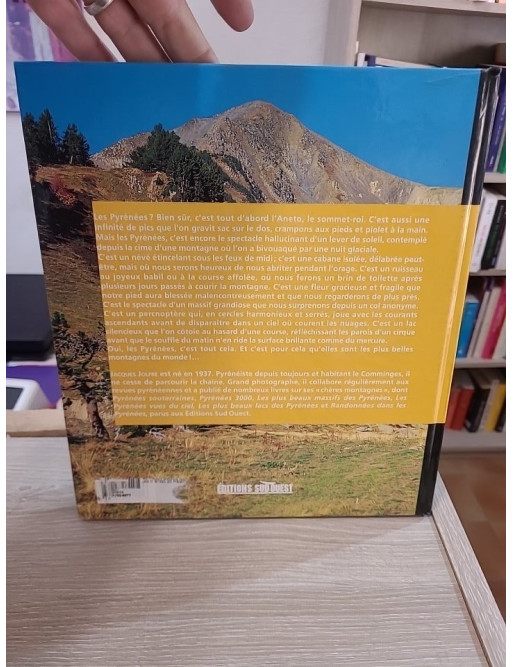 Les Pyrénées ? Bien sûr, c'est tout d'abord l'Aneto, le sommet-roi. C'est aussi une
infinité de pics que l'on gravit sac sur le dos, crampons aux pieds et piolet à la main.
Mais les Pyrénées, c'est encore le spectacle hallucinant d'un lever de soleil, contemplé
depuis la cime d'une montagne où l'on a bivouaqué par une nuit glaciale.
C'est un névé étincelant sous les feux de midi ; c'est une cabane isolée, délabrée peut-
être, mais où nous serons heureux de nous abriter pendant l'orage. C'est un ruisseau
au joyeux babil ou à la course affolée, où nous ferons un brin de toilette après
plusieurs jours passés à courir la montagne. C'est une fleur gracieuse et fragile que
notre pied aura blessée malencontreusement et que nous regarderons de plus près.
C'est le spectacle d'un massif grandiose que nous surprenons depuis un col anonyme.
C'est un percnoptère qui, en cercles harmonieux et serrés, joue avec les courants
ascendants avant de disparaître dans un ciel où courent les nuages. C'est un lac
silencieux que l'on côtoie au hasard d'une course, réfléchissant les parois d'un cirque
avant que le souffle du matin n'en ride la surface brillante comme du mercure.
Oui, les Pyrénées, c'est tout cela. Et c'est pour cela qu'elles sont les plus belles
montagnes du monde !...
Jacques Jolfre est né en 1937. Pyrénéiste depuis toujours et habitant le Comminges, il
ne cesse de parcourir la chaîne. Grand photographe, il collabore régulièrement aux
revues pyrénéennes et a publié de nombreux livres sur ses «chères montagnes», dont
Pyrénées souterraines, Pyrénées 3000, Les plus beaux massifs des Pyrénées, Les
Pyrénées vues du ciel, Les plus beaux lacs des Pyrénées et Randonnées dans les
Pyrénées, parus aux Éditions Sud Ouest.
ÉDITIONS SUD OUEST